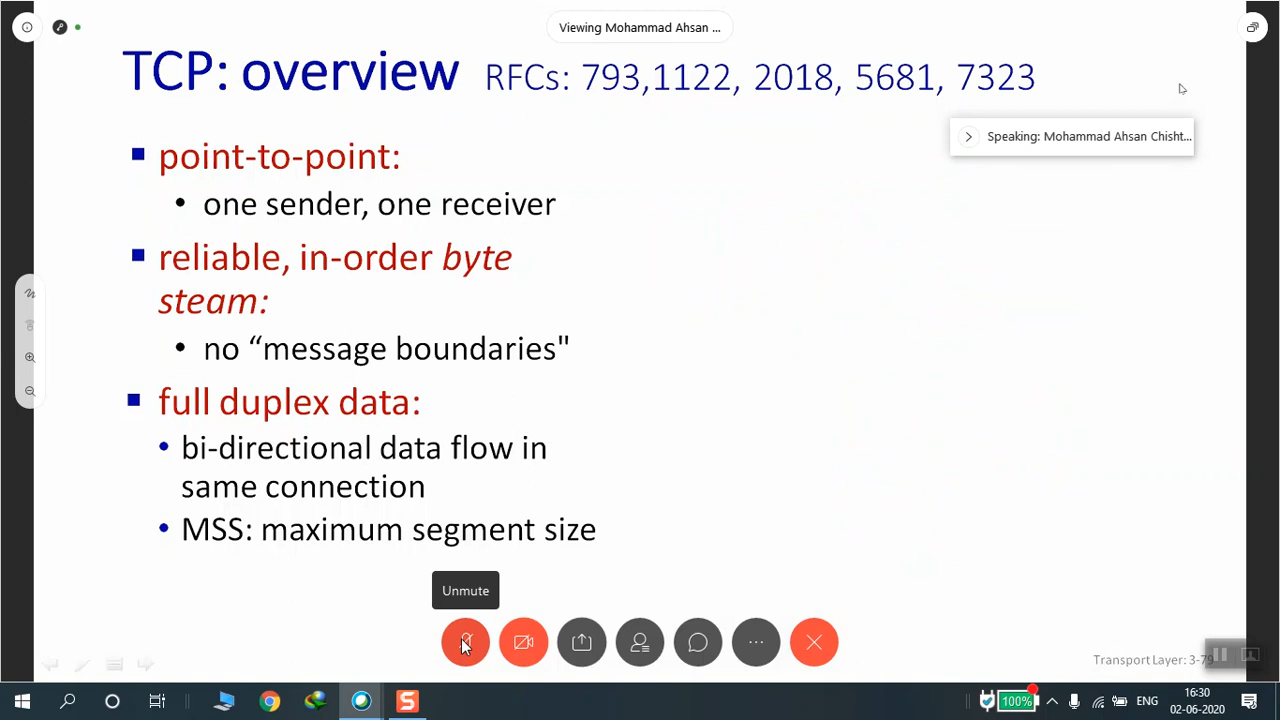 Viewing Mohammad Ahsan ...
TCP: overview RFCs: 793,1122, 2018, 5681, 7323
Speaking: Mohammad Ahsan Chisht...
point-to-point:
• one sender, one receiver
reliable, in-order byte
steam:
• no “message boundaries"
full duplex data:
• bi-directional data flow in
same connection
• MSS: maximum segment size
Unmute
Transport Layer: 3-79
100%
ENG
16:30
02-06-2020